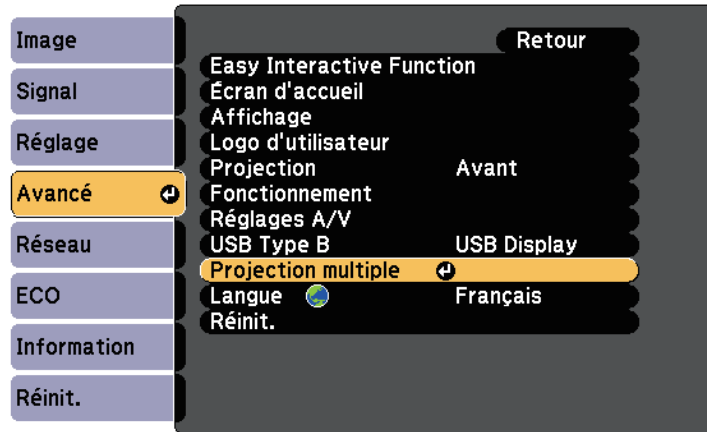 Image
Signal
Réglage
Avancé
Réseau
ECO
Information
Réinit.
Retour
Easy Interactive Function
Écran d'accueil
Affichage
Logo d'utilisateur
Projection Avant
Fonctionnement
Réglages A/V
USB Type B USB Display
Projection multiple
Langue Français
Réinit.